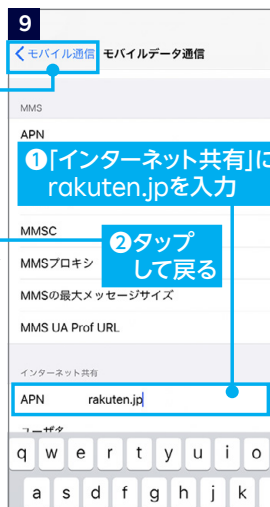 9
モバイル通信 モバイルデータ通信
MMS
APN
❶「インターネット共有」に
rakuten.jpを入力
MMSC
❷タップ
して戻る
MMSプロキシ
MMSの最大メッセージサイズ
MMS UA Prof URL
インターネット共有
APN rakuten.jp
ユーザ名
q w e r t y u i o
a s d f g h j k